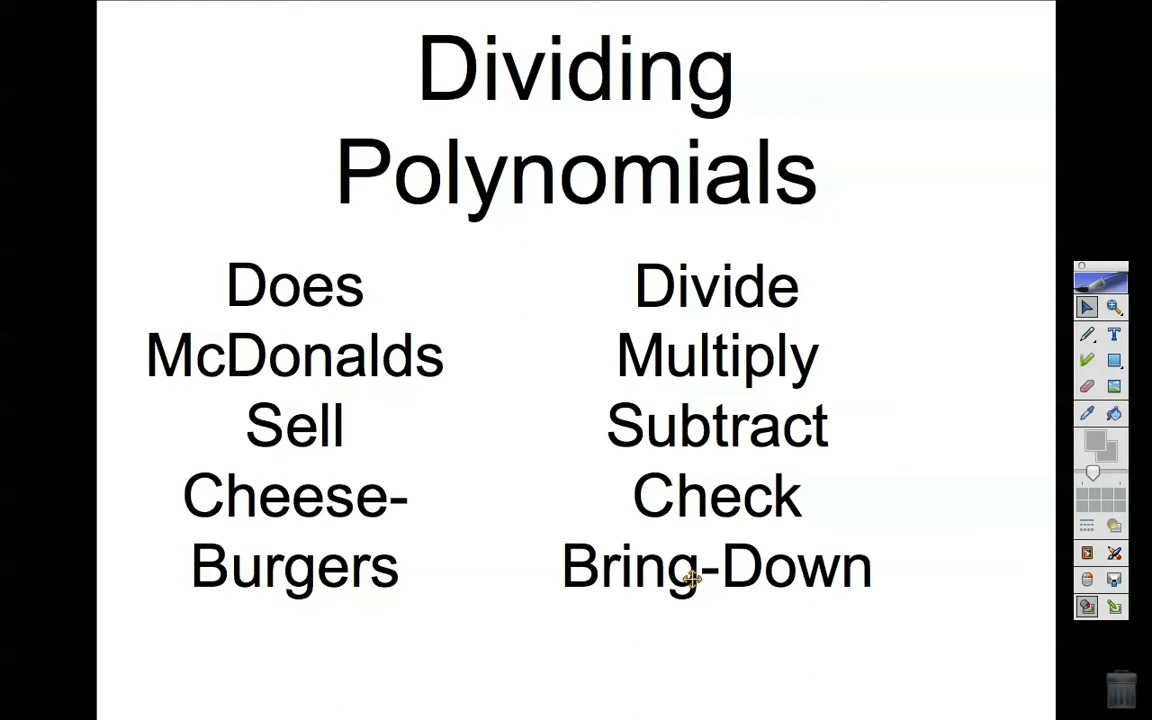 Dividing
Polynomials
Does
McDonalds
Sell
Cheese-
Burgers
Divide
Multiply
Subtract
Check
Bring-Down